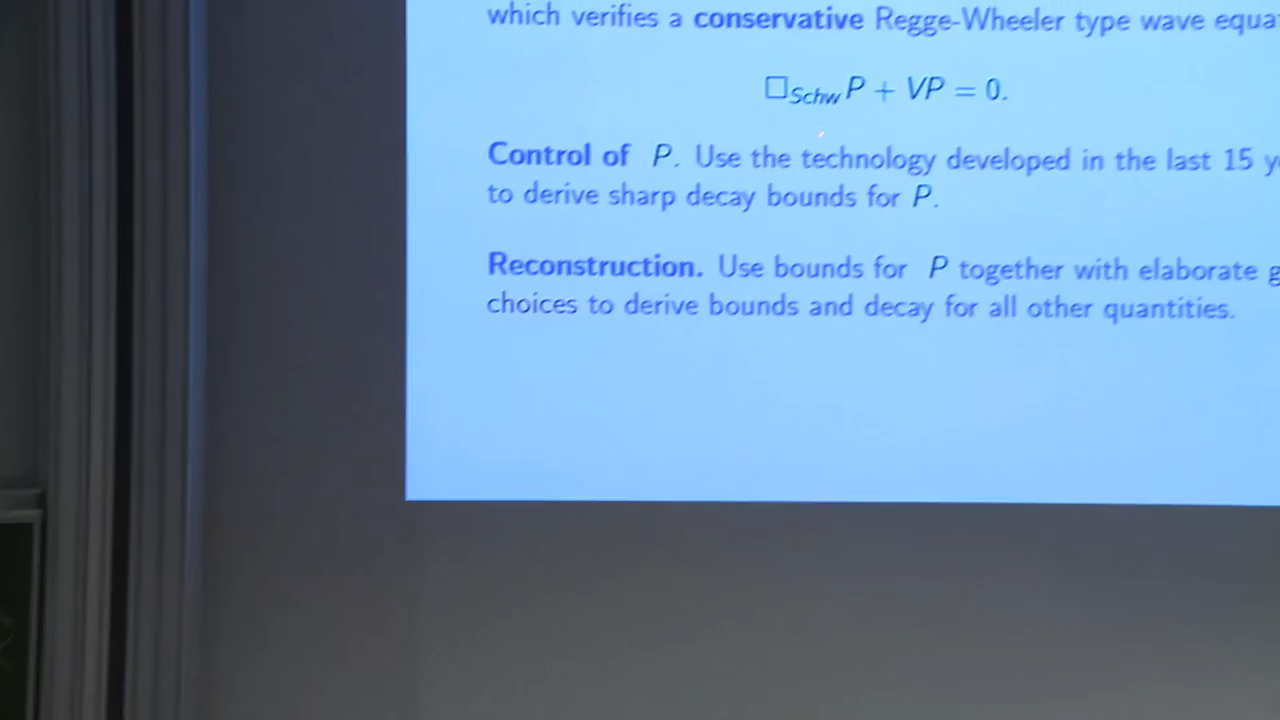 which verifies a conservative Regge-Wheeler type wave
□Schw P + VP = 0.
Control of P. Use the technology developed in the last 15
to derive sharp decay bounds for P.
Reconstruction. Use bounds for P together with elaborate
choices to derive bounds and decay for all other quantities.